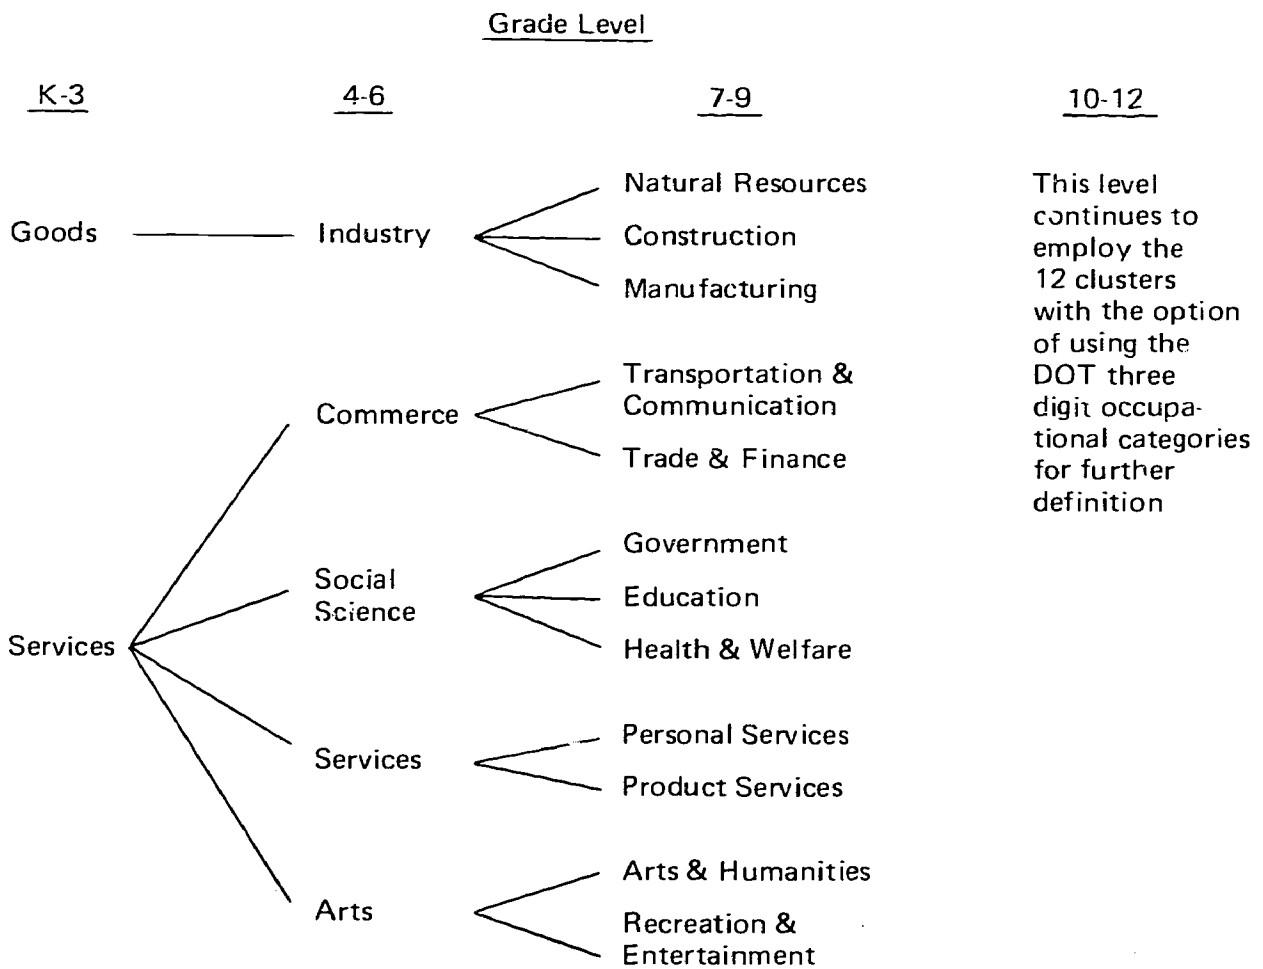 Grade Level
K-3
4-6
7-9
10-12
Goods
Industry
Natural Resources
Construction
Manufacturing
Commerce
Transportation &
Communication
Trade & Finance
Services
Social
Science
Government
Education
Health & Welfare
Services
Personal Services
Product Services
Arts
Arts & Humanities
Recreation &
Entertainment
This level
continues to
employ the
12 clusters
with the option
of using the
DOT three
digit occupa-
tional categories
for further
definition